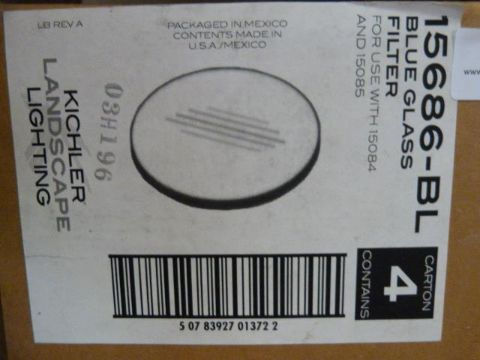 LB REV A
PACKAGED IN MEXICO
CONTENTS MADE IN
U.S.A./MEXICO
15686-BL
BLUE GLASS
FILTER
FOR USE WITH 15084
AND 15085
03H196
KICHLER
LANDSCAPE
LIGHTING
CARTON
4
CONTAINS
5 07 83927 01372 2
www